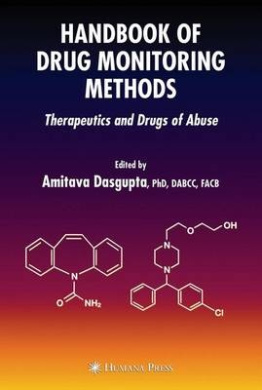 HANDBOOK OF
DRUG MONITORING
METHODS
Therapeutics and Drugs of Abuse
Edited by
Amitava Dasgupta, PhD, DABCC, FACB
N
O
NH₂
O
OH
N
N
Cl
HUMANA PRESS